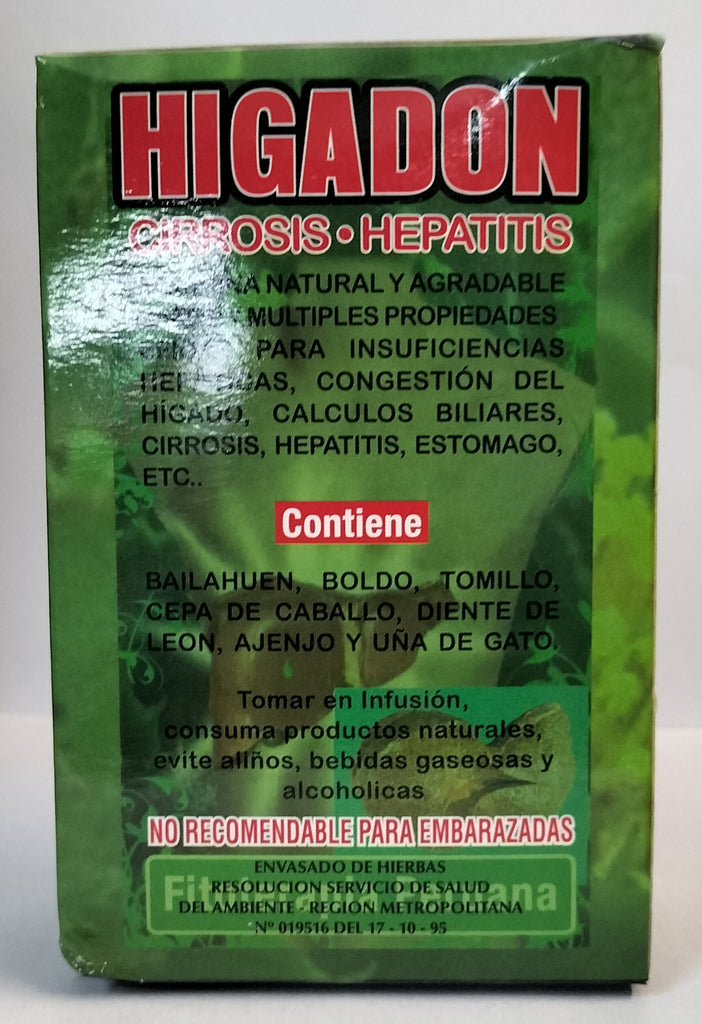 HIGADON
CIRROSIS • HEPATITIS
NATURAL Y AGRADABLE
MULTIPLES PROPIEDADES
PARA INSUFICIENCIAS
HEPATICAS, CONGESTIÓN DEL
HÍGADO, CALCULOS BILIARES,
CIRROSIS, HEPATITIS, ESTOMAGO,
ETC..
Contiene
BAILAHUEN, BOLDO, TOMILLO,
CEPA DE CABALLO, DIENTE DE
LEON, AJENJO Y UÑA DE GATO.
Tomar en Infusión,
consuma productos naturales,
evite aliños, bebidas gaseosas y
alcoholicas
NO RECOMENDABLE PARA EMBARAZADAS
ENVASADO DE HIERBAS
RESOLUCION SERVICIO DE SALUD
DEL AMBIENTE - REGION METROPOLITANA
Nº 019516 DEL 17 - 10 - 95